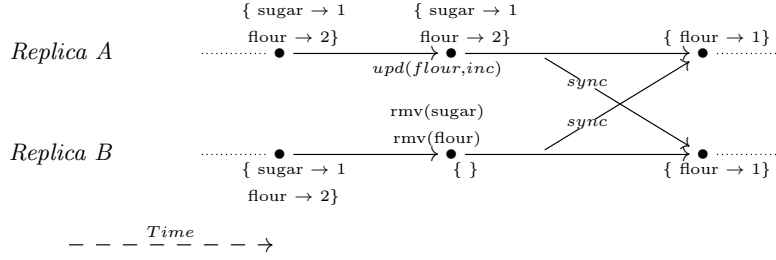 { sugar → 1 { sugar → 1
flour → 2} flour → 2} { flour → 1}
Replica A
upd(flour,inc)
sync
sync
rmv(sugar)
rmv(flour)
Replica B
{ sugar → 1 { } { flour → 1}
flour → 2}
Time